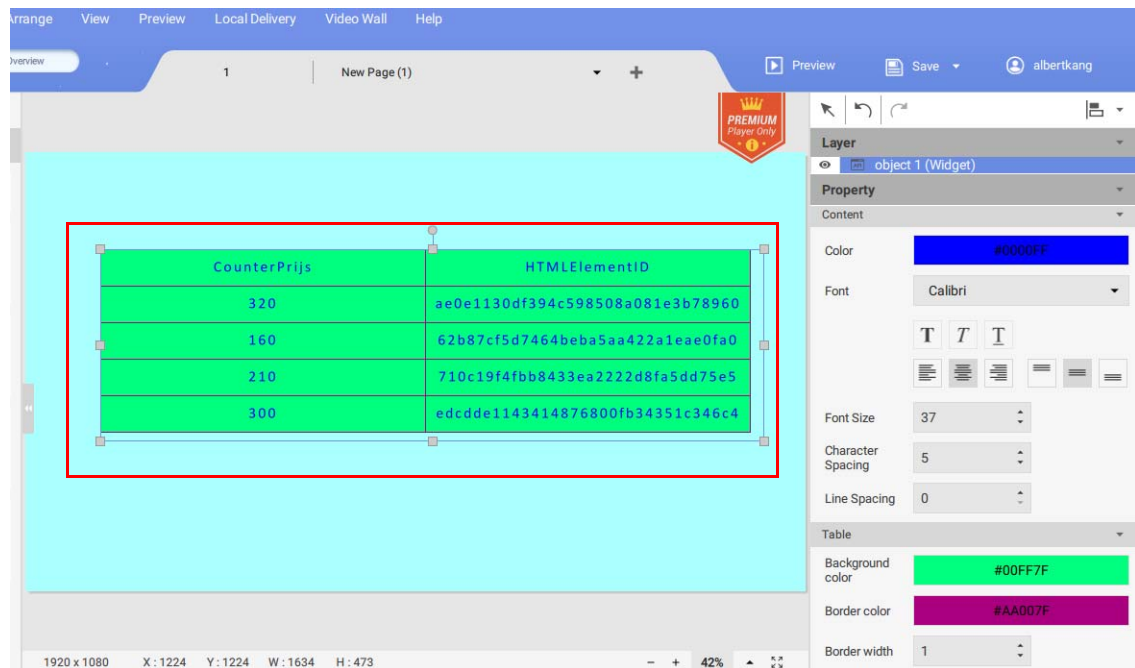 Arrange View Preview Local Delivery Video Wall Help
Overview
1 New Page (1)
Preview Save albertkang
PREMIUM
Player Only
Layer
object 1 (Widget)
Property
Content
Color #0000FF
Font Calibri
T T T
Font Size 37
Character
Spacing 5
Line Spacing 0
Table
Background
color #00FF7F
Border color #AA007F
Border width 1
CounterPrijs HTMLElementID
320 ae0e1130df394c598508a081e3b78960
160 62b87cf5d7464beba5aa422a1eae0fa0
210 710c19f4fbb8433ea2222d8fa5dd75e5
300 edcdde1143414876800fb34351c346c4
1920 x 1080 X : 1224 Y : 1224 W : 1634 H : 473 − + 42%